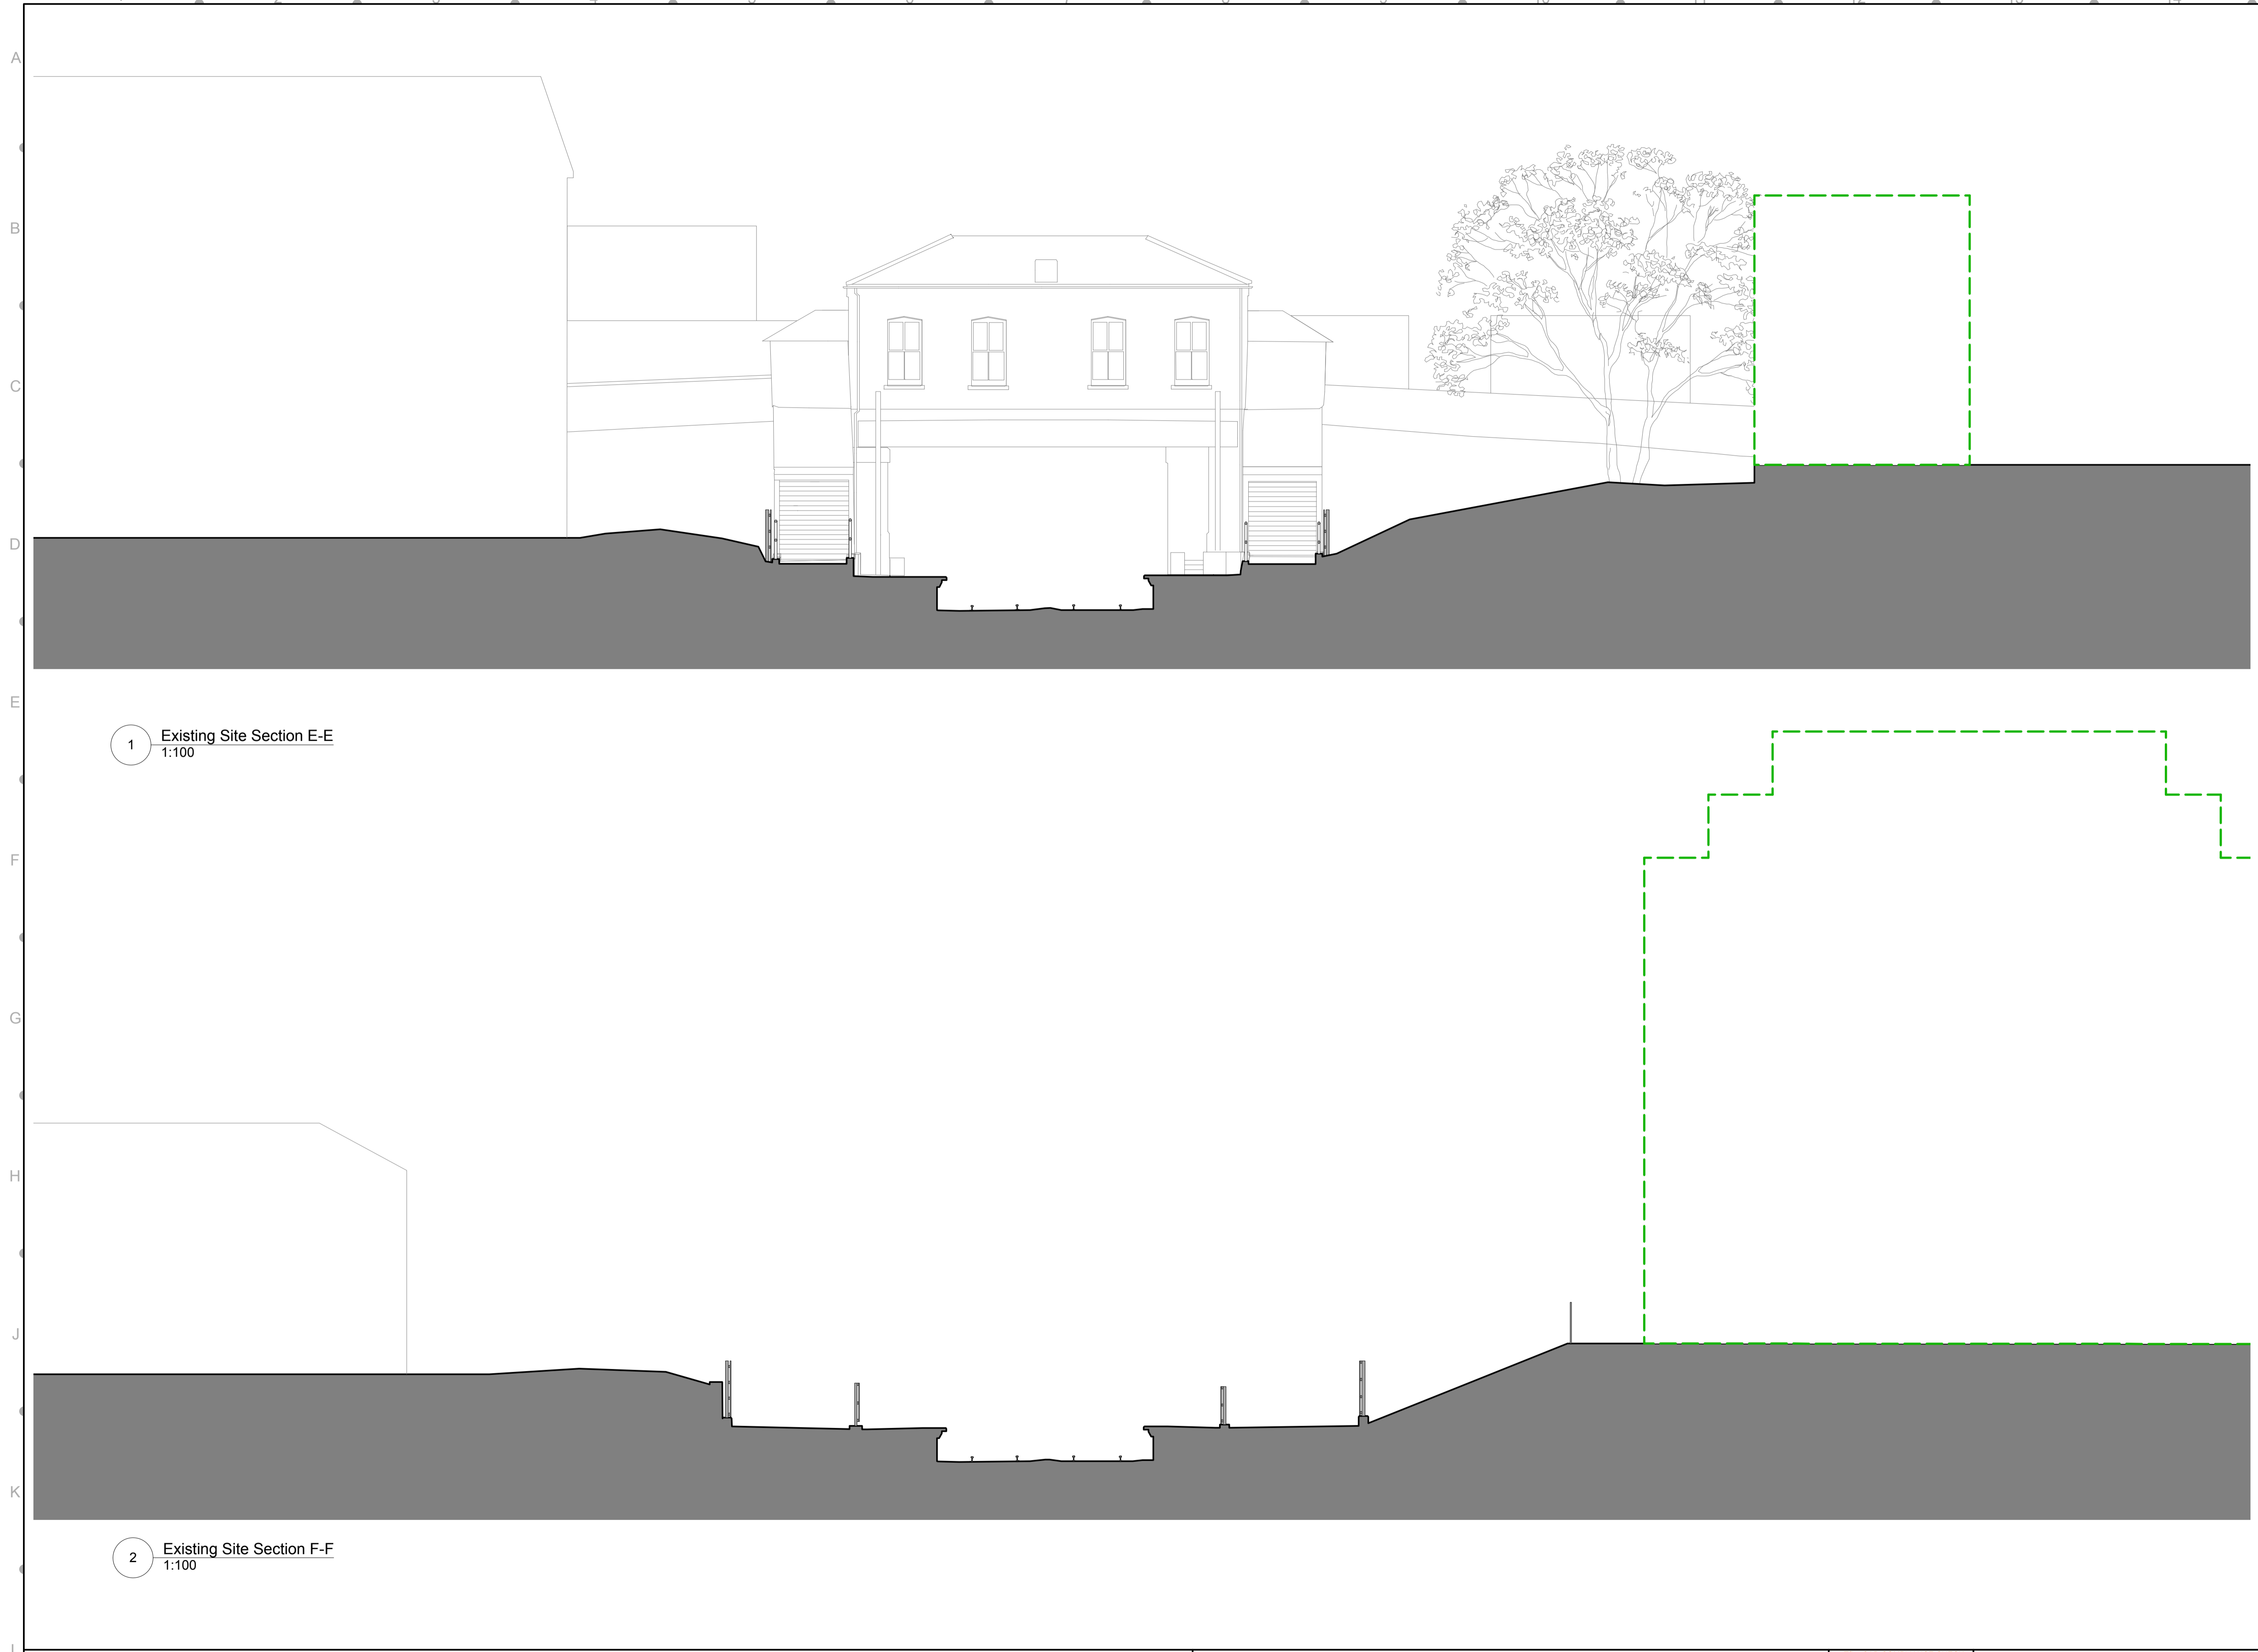 A
B
C
D
E
1
Existing Site Section E-E
1:100
F
G
H
J
K
2
Existing Site Section F-F
1:100